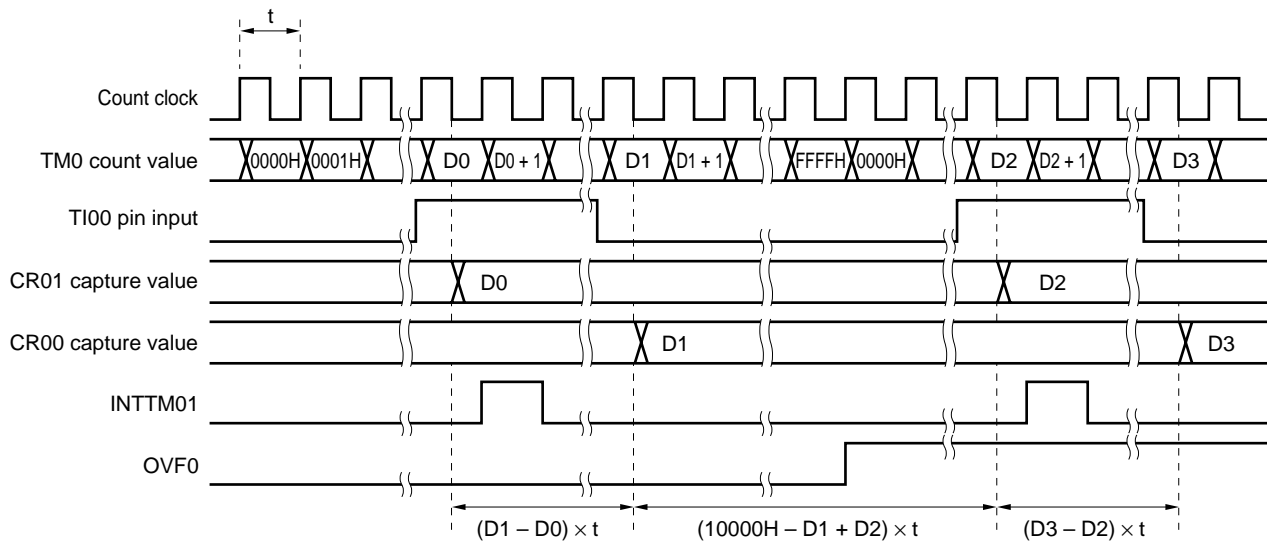 t
Count clock
TM0 count value 0000H 0001H D0 D0 + 1 D1 D1 + 1 FFFFH 0000H D2 D2 + 1 D3
TI00 pin input
CR01 capture value D0 D2
CR00 capture value D1 D3
INTTM01
OVF0
(D1 – D0) × t (10000H – D1 + D2) × t (D3 – D2) × t